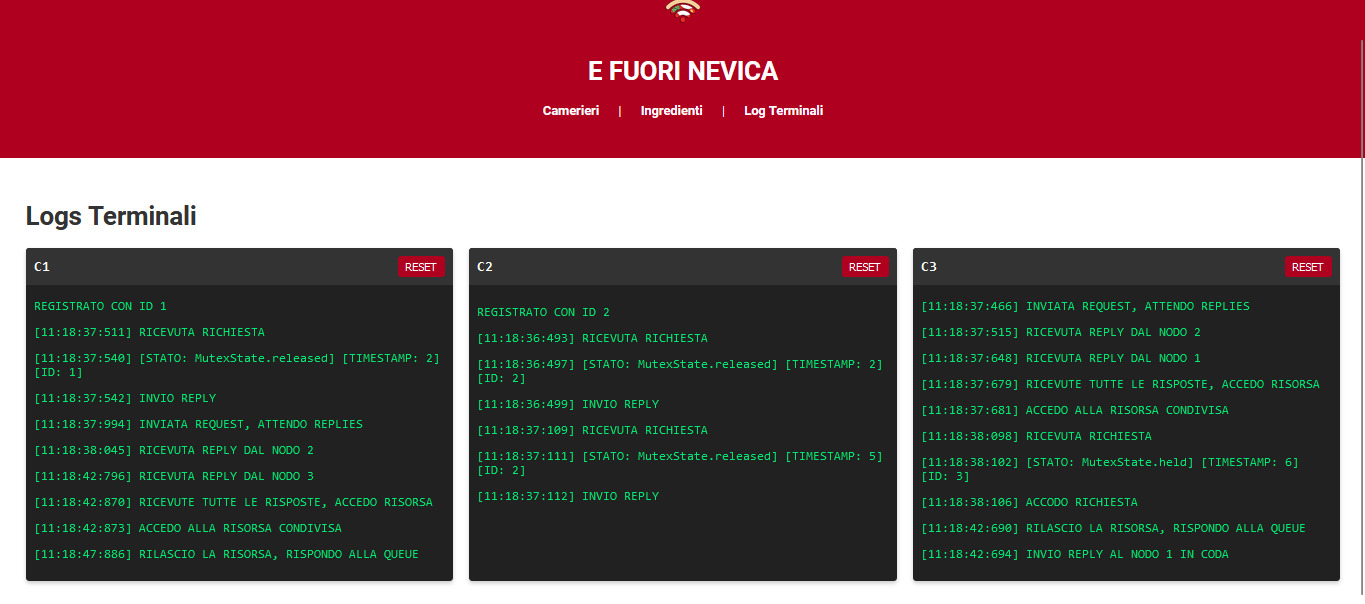 E FUORI NEVICA
Camerieri | Ingredienti | Log Terminali
Logs Terminali
C1 RESET
REGISTRATO CON ID 1
[11:18:37:511] RICEVUTA RICHIESTA
[11:18:37:540] [STATO: MutexState.released] [TIMESTAMP: 2]
[ID: 1]
[11:18:37:542] INVIO REPLY
[11:18:37:994] INVIATA REQUEST, ATTENDO REPLIES
[11:18:38:045] RICEVUTA REPLY DAL NODO 2
[11:18:42:796] RICEVUTA REPLY DAL NODO 3
[11:18:42:870] RICEVUTE TUTTE LE RISPOSTE, ACCEDO RISORSA
[11:18:42:873] ACCEDO ALLA RISORSA CONDIVISA
[11:18:47:886] RILASCIO LA RISORSA, RISPONDO ALLA QUEUE
C2 RESET
REGISTRATO CON ID 2
[11:18:36:493] RICEVUTA RICHIESTA
[11:18:36:497] [STATO: MutexState.released] [TIMESTAMP: 2]
[ID: 2]
[11:18:36:499] INVIO REPLY
[11:18:37:109] RICEVUTA RICHIESTA
[11:18:37:111] [STATO: MutexState.released] [TIMESTAMP: 5]
[ID: 2]
[11:18:37:112] INVIO REPLY
C3 RESET
[11:18:37:466] INVIATA REQUEST, ATTENDO REPLIES
[11:18:37:515] RICEVUTA REPLY DAL NODO 2
[11:18:37:648] RICEVUTA REPLY DAL NODO 1
[11:18:37:679] RICEVUTE TUTTE LE RISPOSTE, ACCEDO RISORSA
[11:18:37:681] ACCEDO ALLA RISORSA CONDIVISA
[11:18:38:098] RICEVUTA RICHIESTA
[11:18:38:102] [STATO: MutexState.held] [TIMESTAMP: 6]
[ID: 3]
[11:18:38:106] ACCODO RICHIESTA
[11:18:42:690] RILASCIO LA RISORSA, RISPONDO ALLA QUEUE
[11:18:42:694] INVIO REPLY AL NODO 1 IN CODA